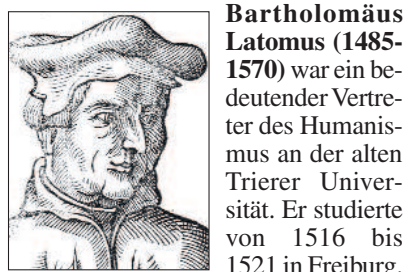 Bartholomäus
Latomus (1485-
1570) war ein be-
deutender Vertre-
ter des Humanis-
mus an der alten
Trierer Univer-
sität. Er studierte
von 1516 bis
1521 in Freiburg,